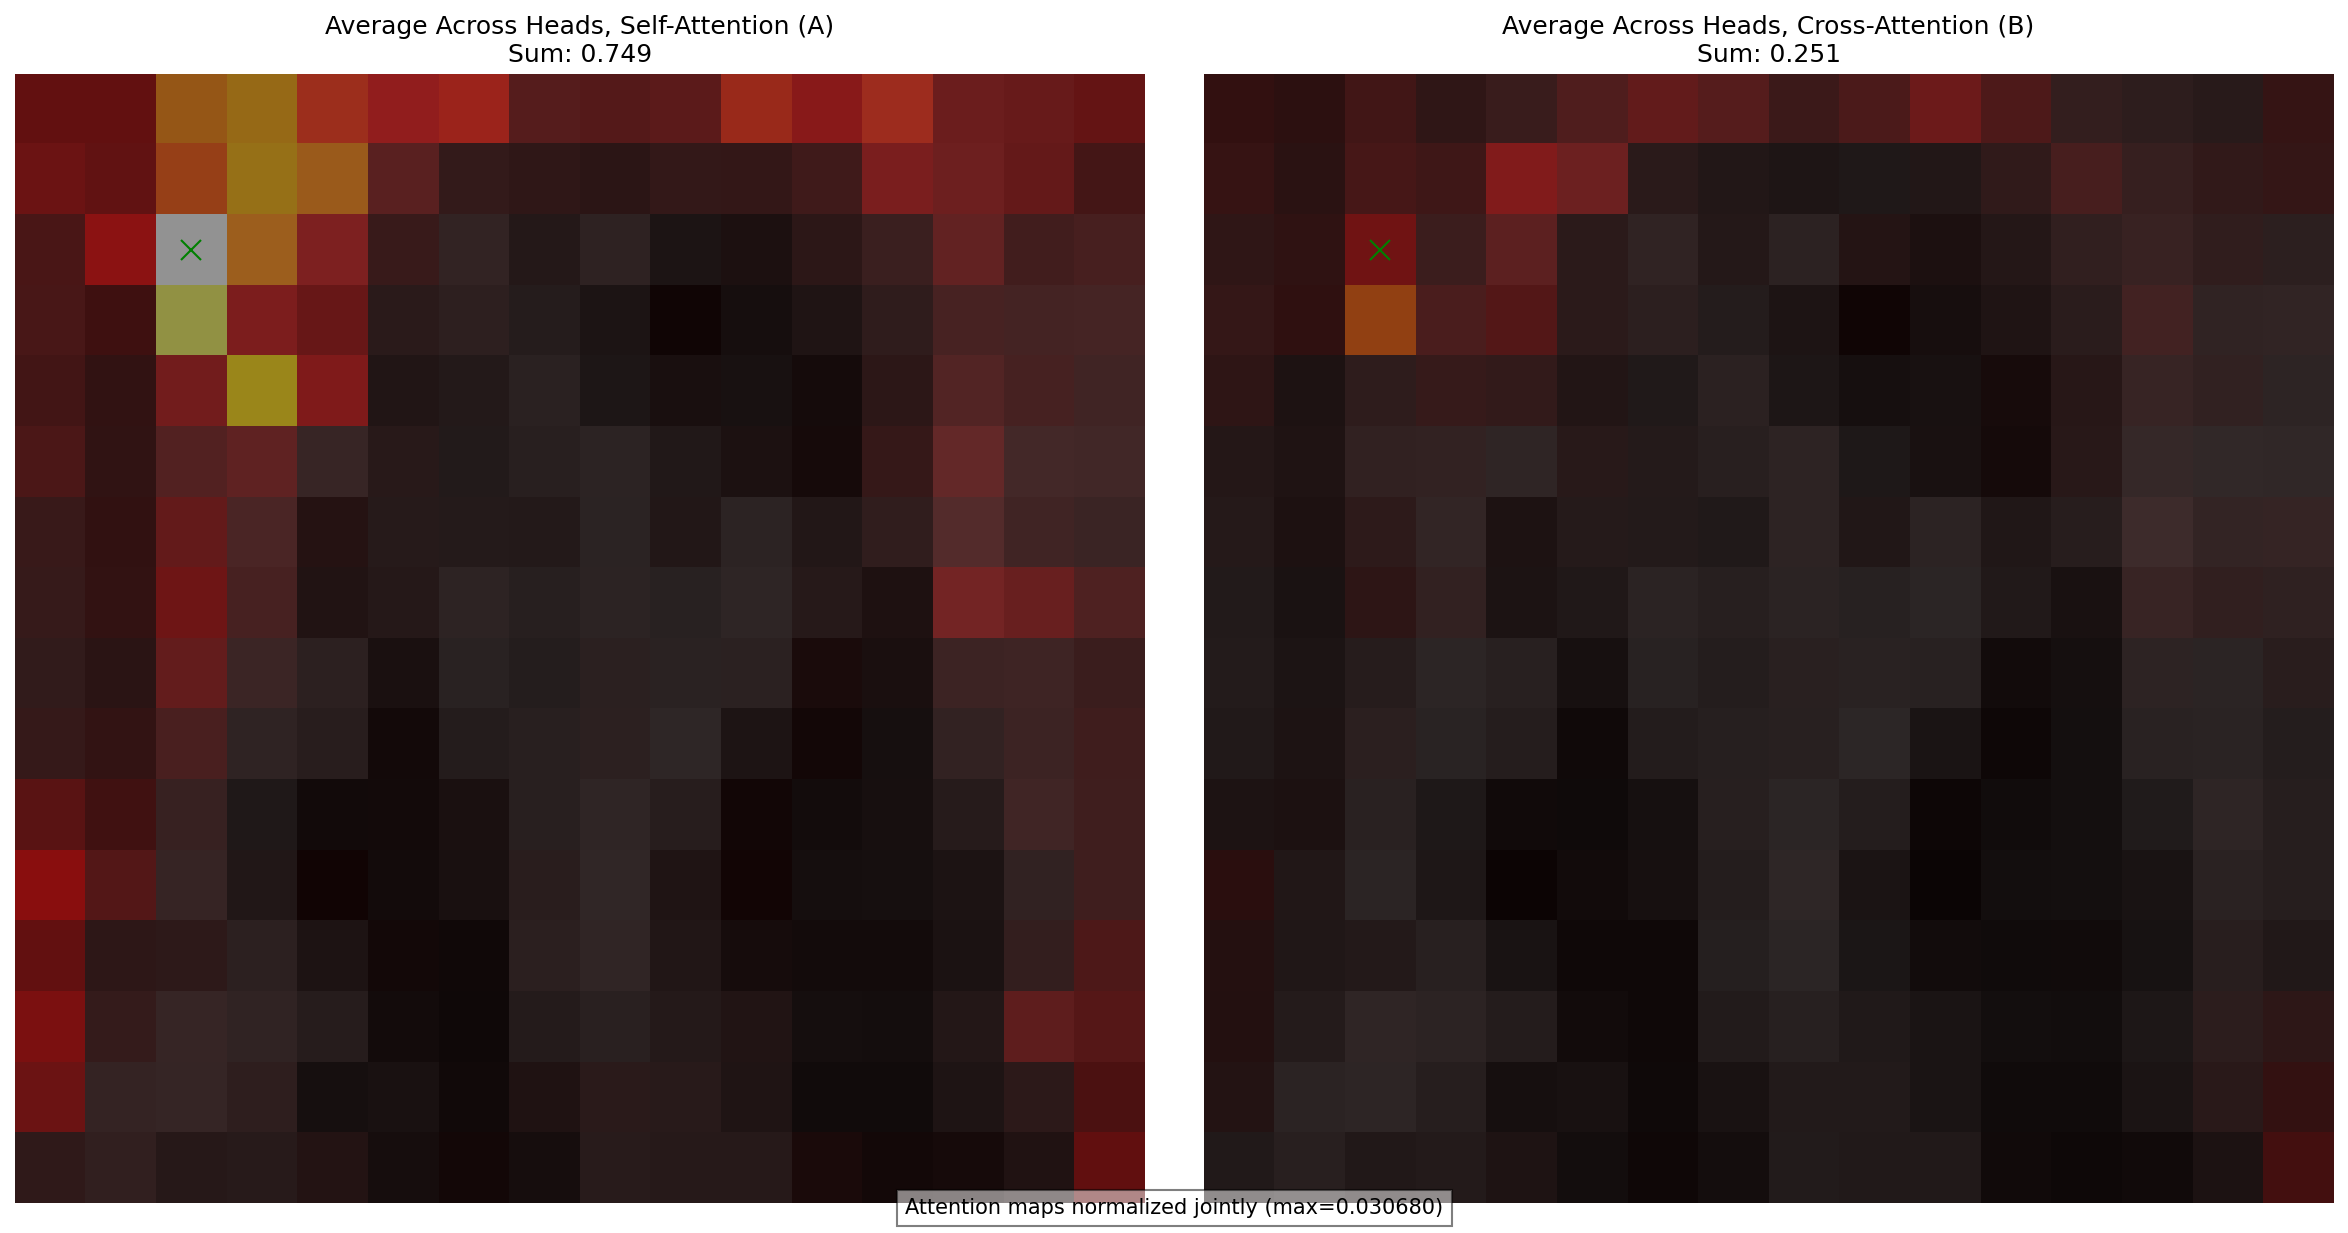 Average Across Heads, Self-Attention (A)
Sum: 0.749
Average Across Heads, Cross-Attention (B)
Sum: 0.251
Attention maps normalized jointly (max=0.030680)